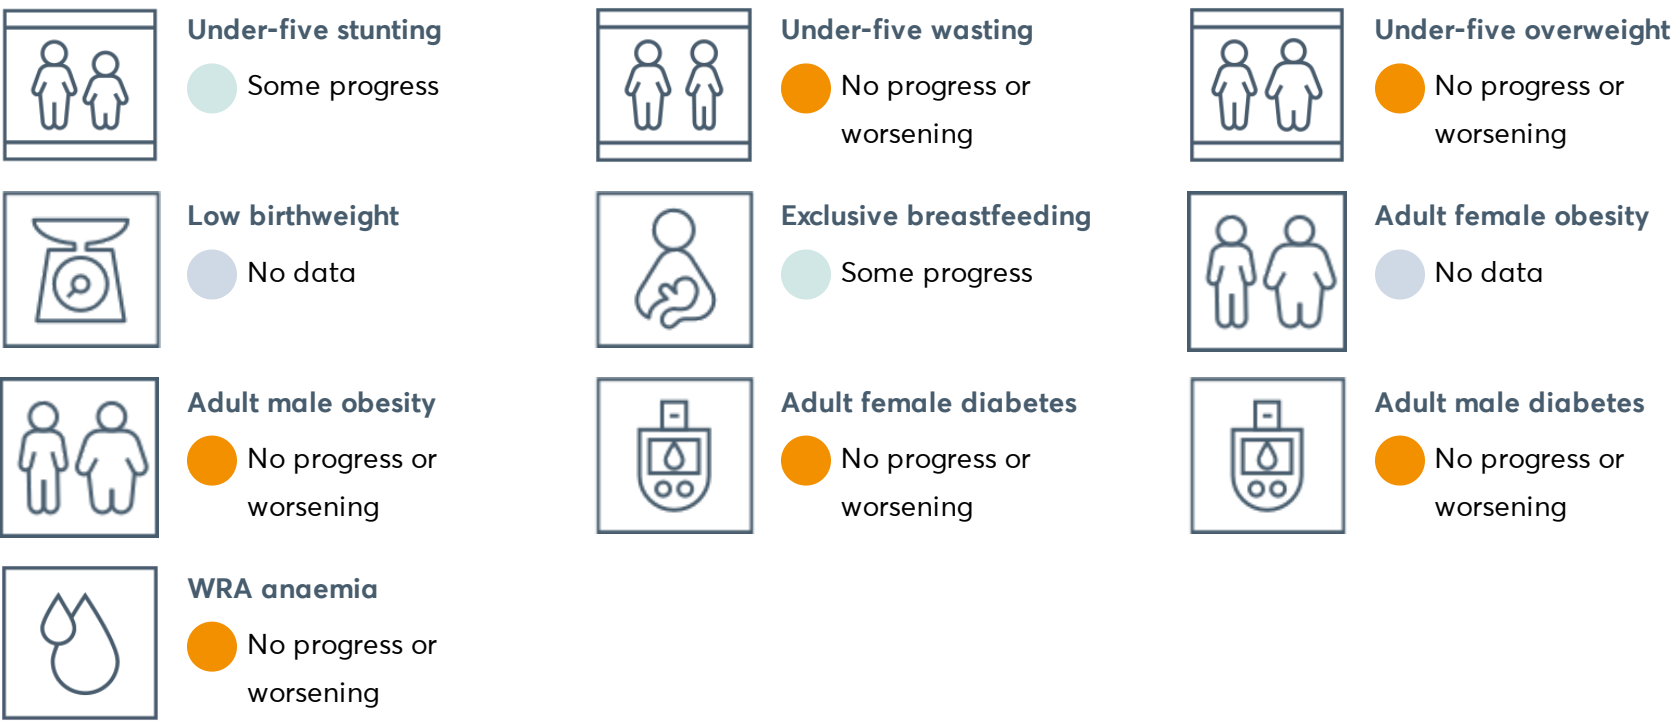 Under-five stunting
Some progress
Under-five wasting
No progress or
worsening
Under-five overweight
No progress or
worsening
Low birthweight
No data
Exclusive breastfeeding
Some progress
Adult female obesity
No data
Adult male obesity
No progress or
worsening
Adult female diabetes
No progress or
worsening
Adult male diabetes
No progress or
worsening
WRA anaemia
No progress or
worsening